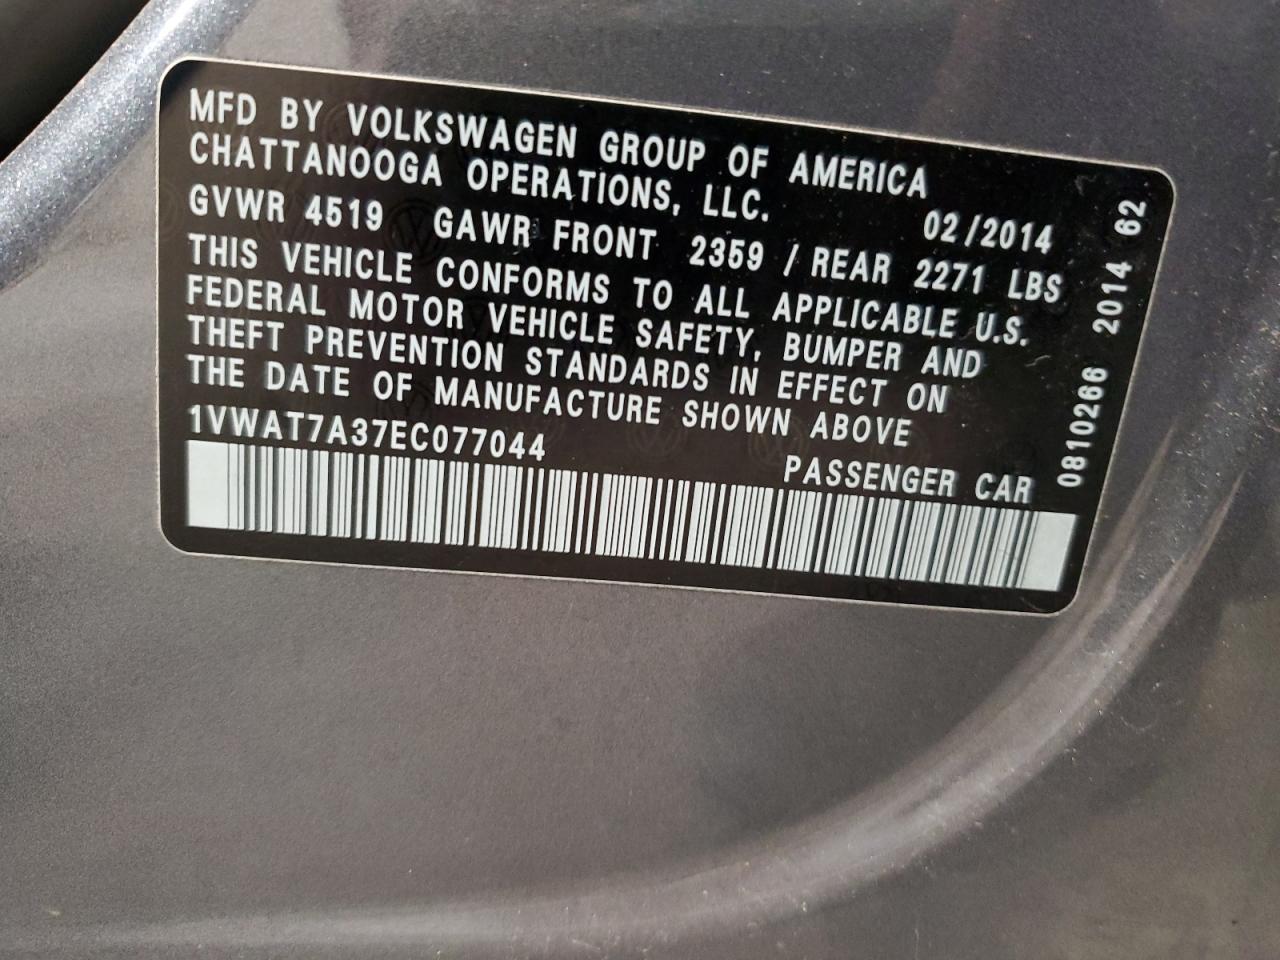 MFD BY VOLKSWAGEN GROUP OF AMERICA
CHATTANOOGA OPERATIONS, LLC.
02/2014
GVWR 4519 GAWR FRONT 2359 / REAR 2271 LBS
THIS VEHICLE CONFORMS TO ALL APPLICABLE U.S.
FEDERAL MOTOR VEHICLE SAFETY, BUMPER AND
THEFT PREVENTION STANDARDS IN EFFECT ON
THE DATE OF MANUFACTURE SHOWN ABOVE
1VWAT7A37EC077044
PASSENGER CAR
0810266 2014 62